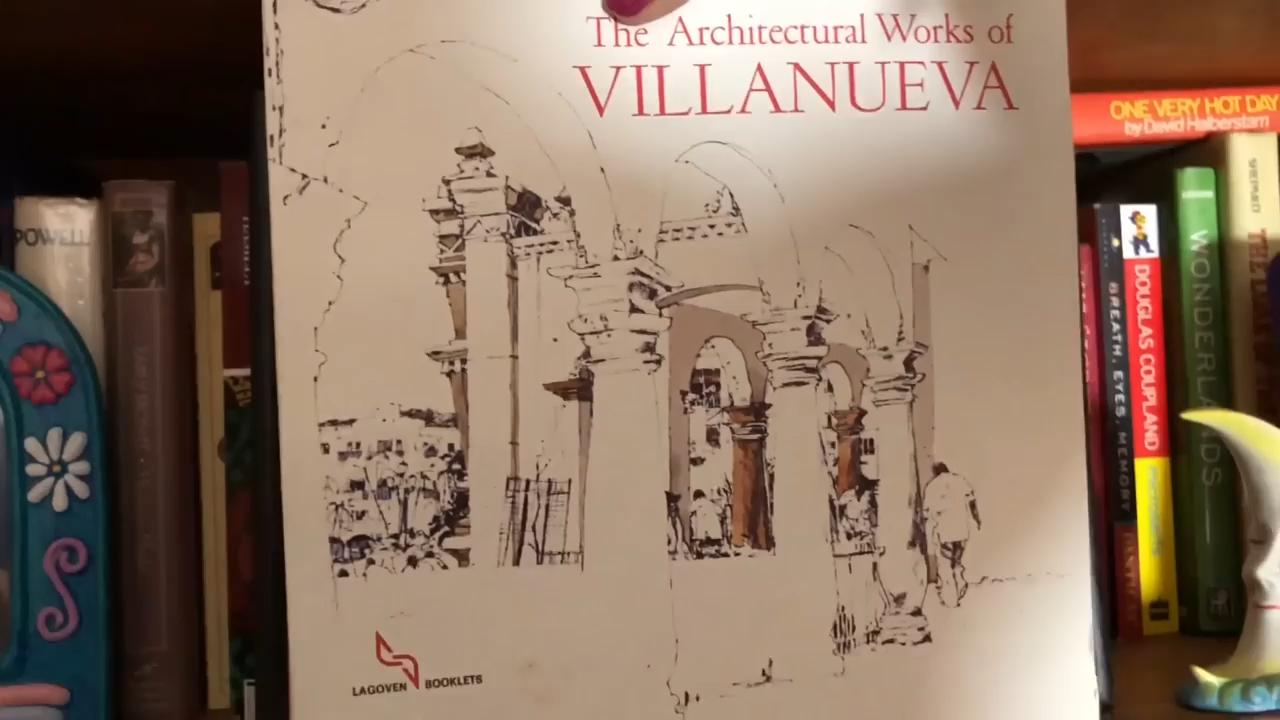 The Architectural Works of
VILLANUEVA
LAGOVEN BOOKLETS
POWELL
ONE VERY HOT DAY
by David Halberstam
BREATH, EYES, MEMORY
DOUGLAS COUPLAND
WONDERLANDS